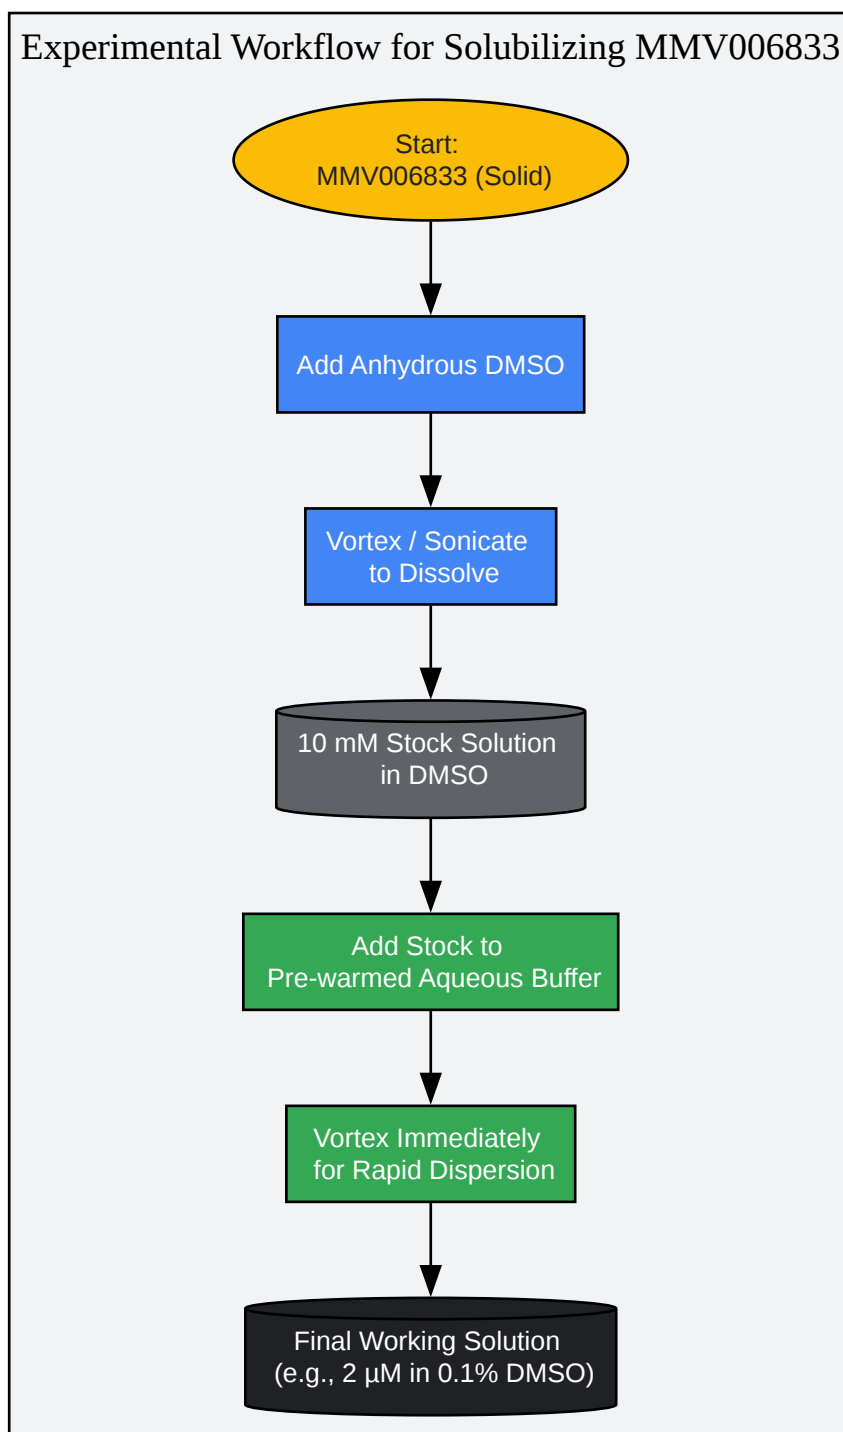 Experimental Workflow for Solubilizing MMV006833
Start:
MMV006833 (Solid)
Add Anhydrous DMSO
Vortex / Sonicate
to Dissolve
10 mM Stock Solution
in DMSO
Add Stock to
Pre-warmed Aqueous Buffer
Vortex Immediately
for Rapid Dispersion
Final Working Solution
(e.g., 2 µM in 0.1% DMSO)